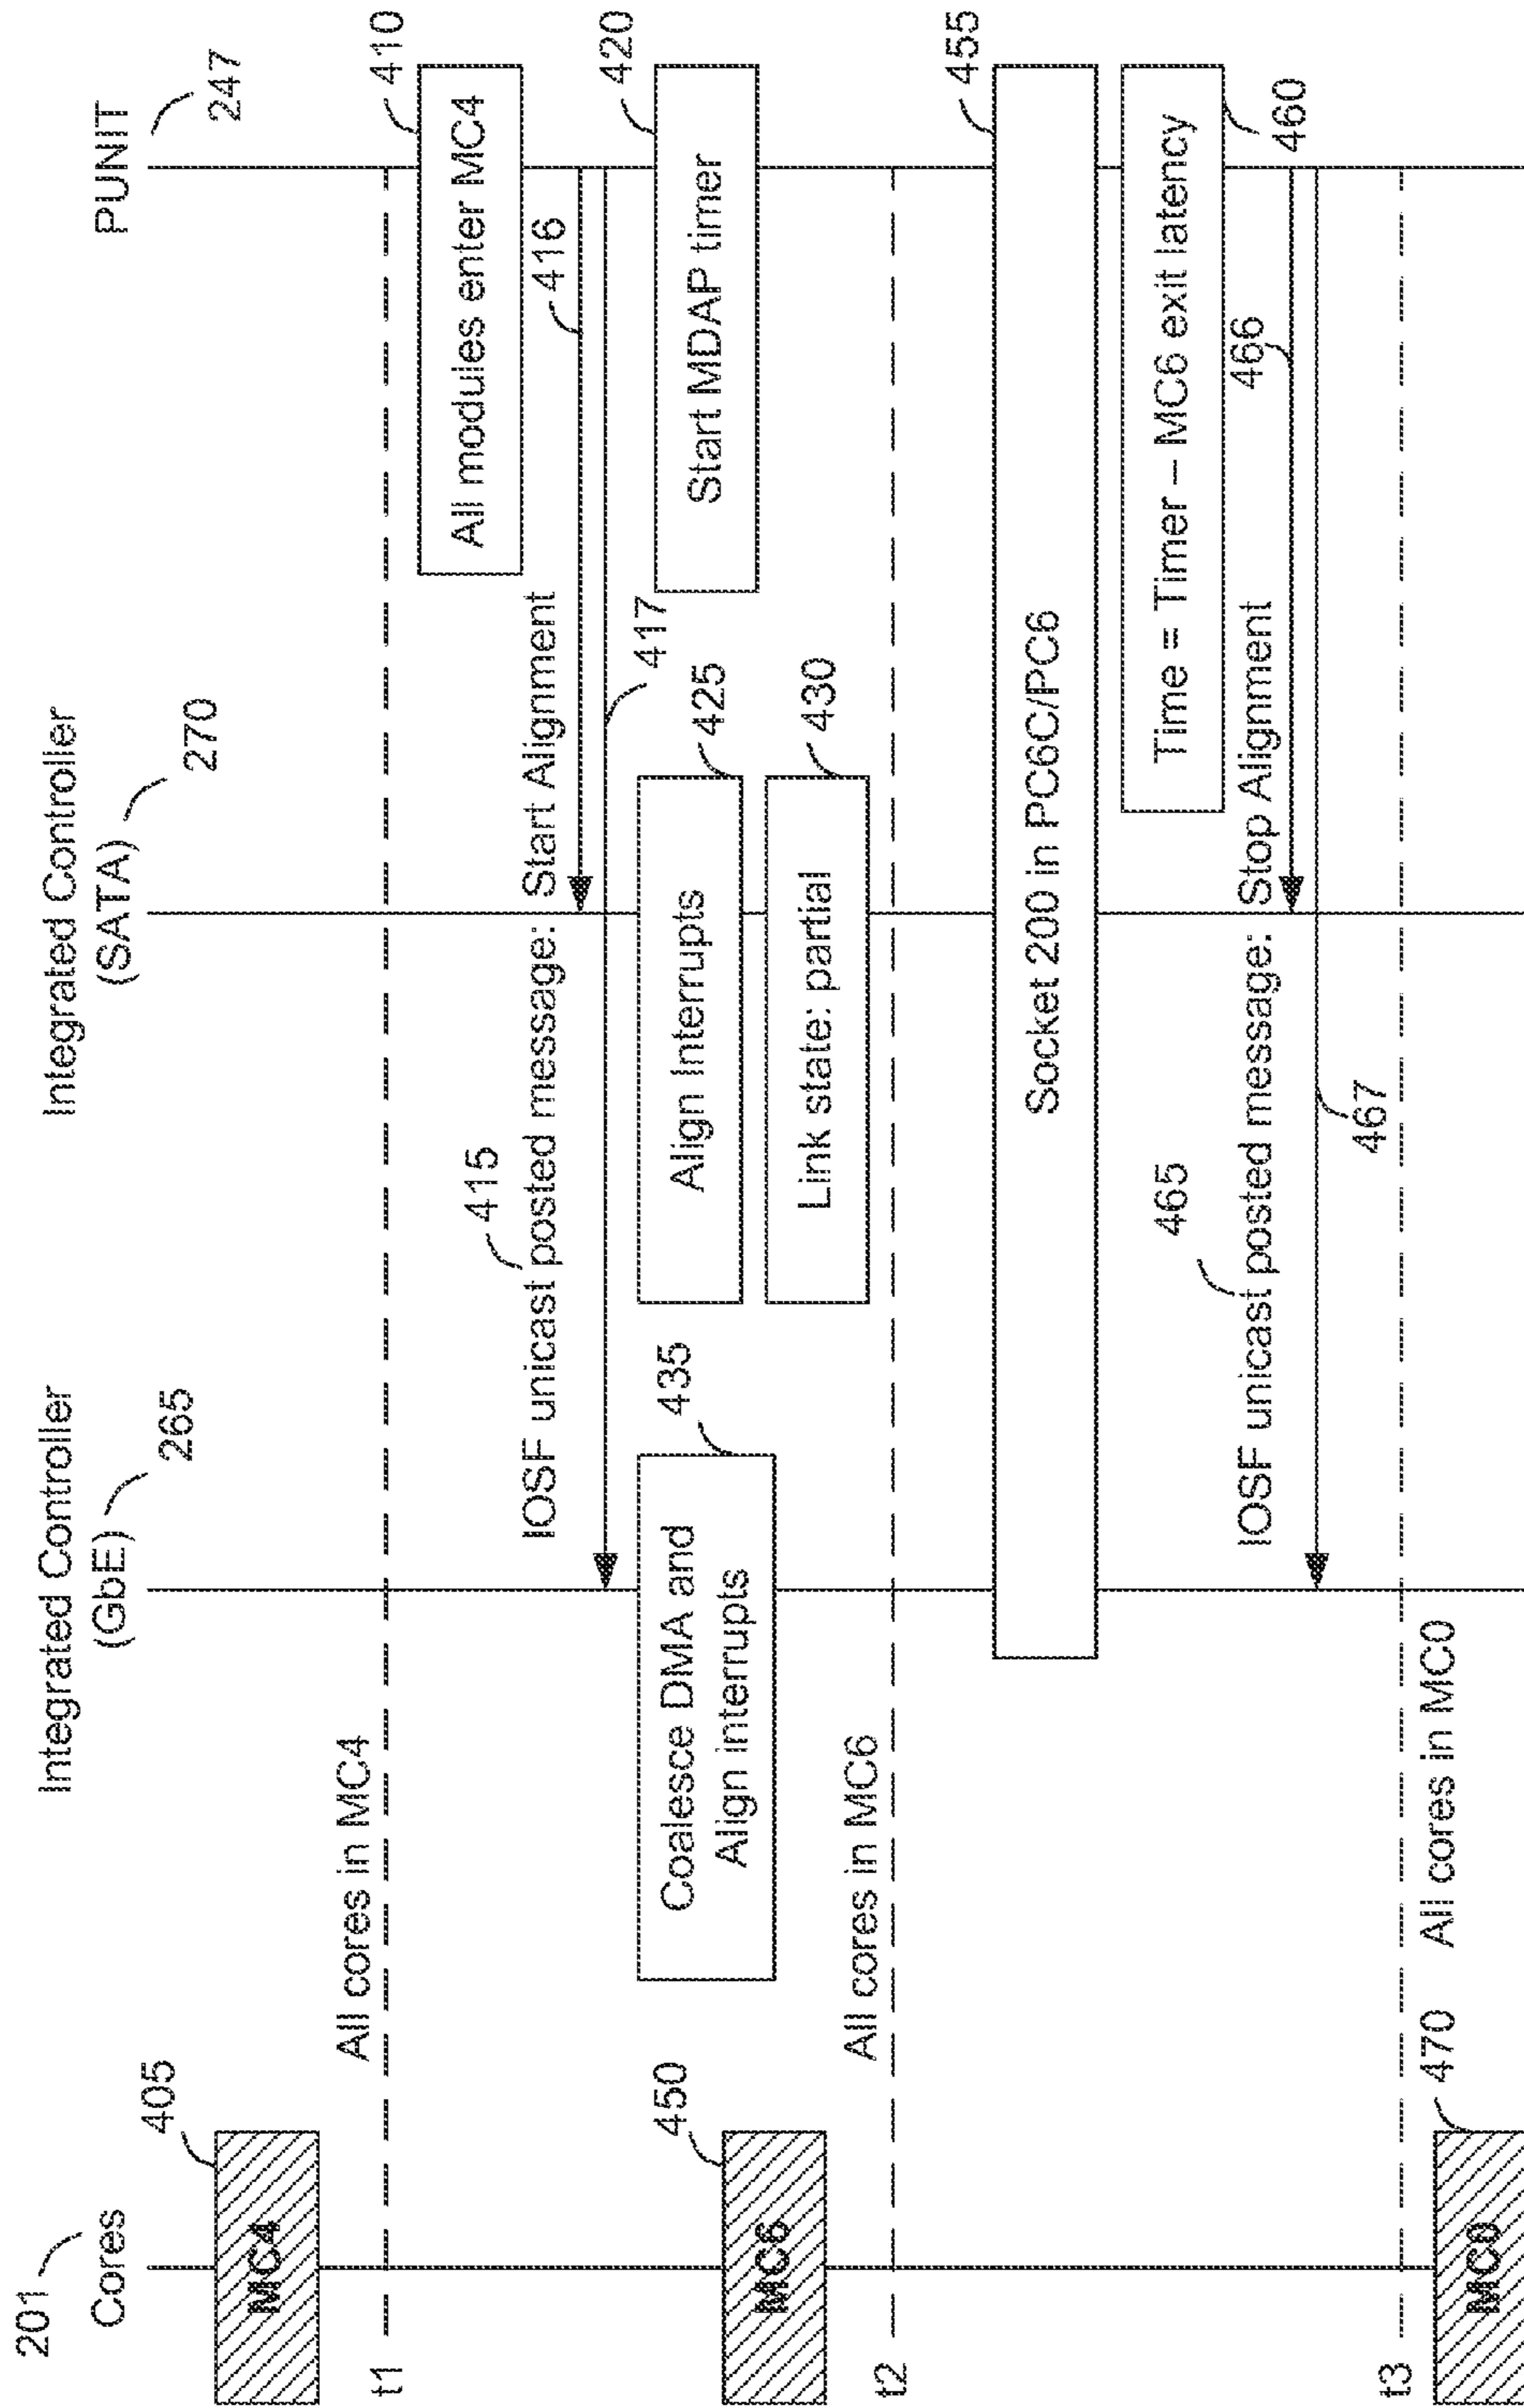 201
Cores
Integrated Controller
(GbE)
265
Integrated Controller
(SATA)
270
PUNIT
247
405
MC4
t1
All cores in MC4
410
All modules enter MC4
415
416
IOSF unicast posted message: Start Alignment
417
420
Start MDAP timer
425
Align Interrupts
430
Link state: partial
435
Coalesce DMA and
Align interrupts
450
MC6
t2
All cores in MC6
455
Socket 200 in PC6C/PC6
460
Time = Timer – MC6 exit latency
465
466
IOSF unicast posted message: Stop Alignment
467
t3
All cores in MC0
470
MC0